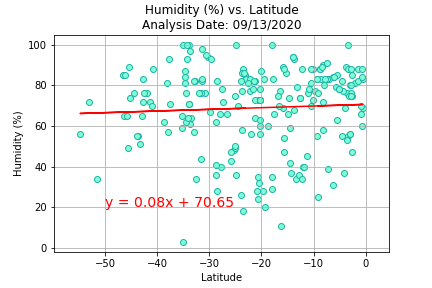 Humidity (%) vs. Latitude
Analysis Date: 09/13/2020
100
80
60
40
20
0
Humidity (%)
y = 0.08x + 70.65
−50
−40
−30
−20
−10
0
Latitude